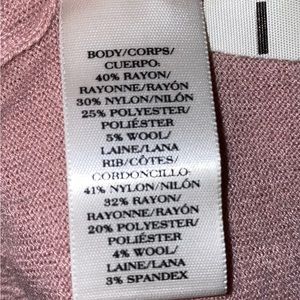 BODY/CORPS/
CUERPO:
40% RAYON/
RAYONNE/RAYÓN
30% NYLON/NILÓN
25% POLYESTER/
POLIÉSTER
5% WOOL/
LAINE/LANA
RIB/CÔTES/
CORDONCILLO:
41% NYLON/NILÓN
32% RAYON/
RAYONNE/RAYÓN
20% POLYESTER/
POLIÉSTER
4% WOOL/
LAINE/LANA
3% SPANDEX